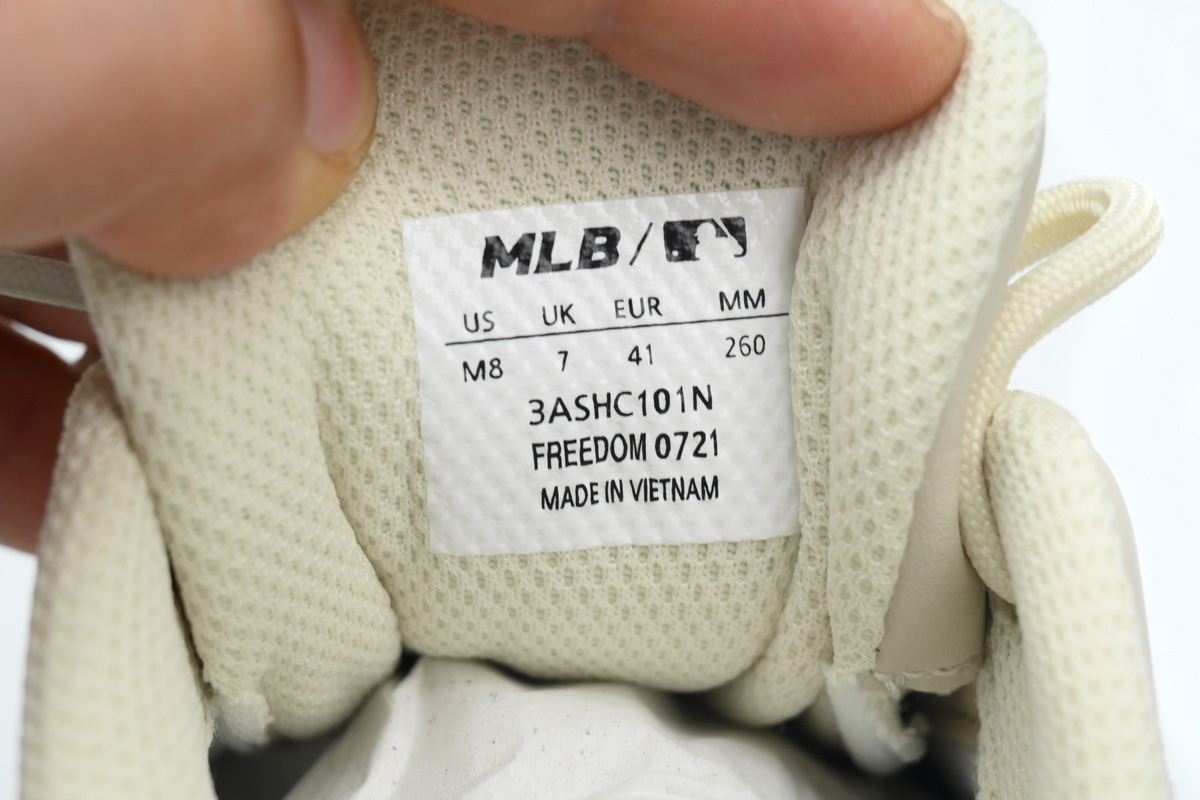 MLB/
US UK EUR MM
M8 7 41 260
3ASHC101N
FREEDOM 0721
MADE IN VIETNAM